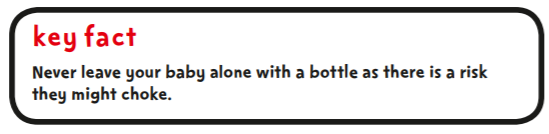 key fact
Never leave your baby alone with a bottle as there is a risk
they might choke.